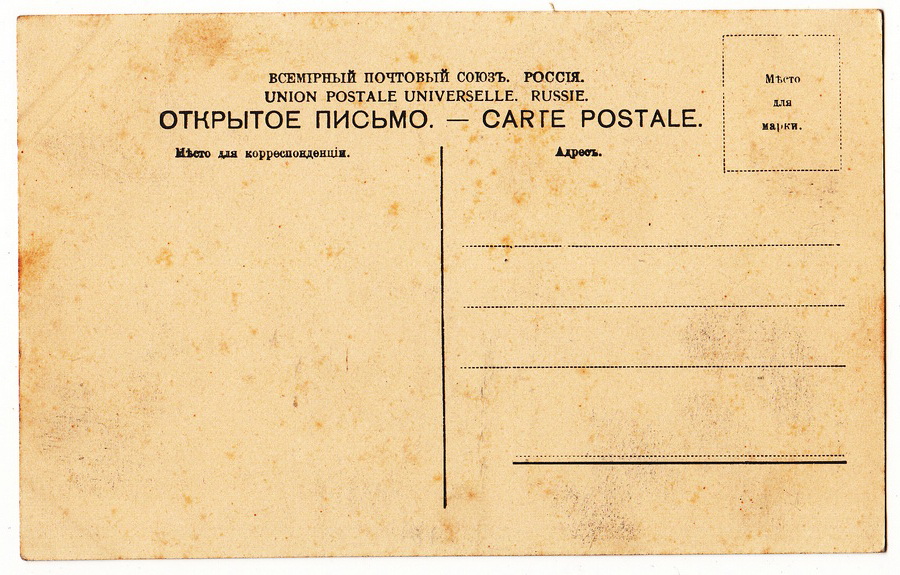 ВСЕМІРНЫЙ ПОЧТОВЫЙ СОЮЗЪ. РОССІЯ.
UNION POSTALE UNIVERSELLE. RUSSIE.
ОТКРЫТОЕ ПИСЬМО. — CARTE POSTALE.
Мѣсто для корреспонденціи.
Адресъ.
Мѣсто
для
марки.